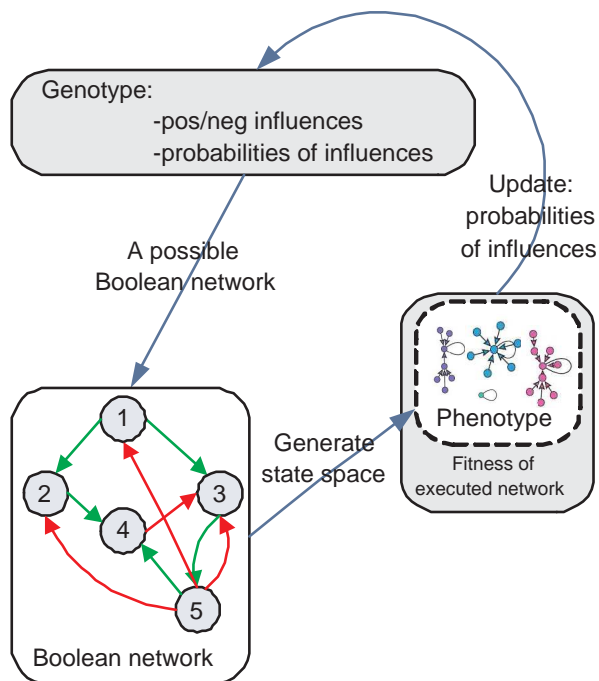 Genotype:
-pos/neg influences
-probabilities of influences
Update:
probabilities
of influences
A possible
Boolean network
Phenotype
Fitness of
executed network
Generate
state space
1
2
3
4
5
Boolean network